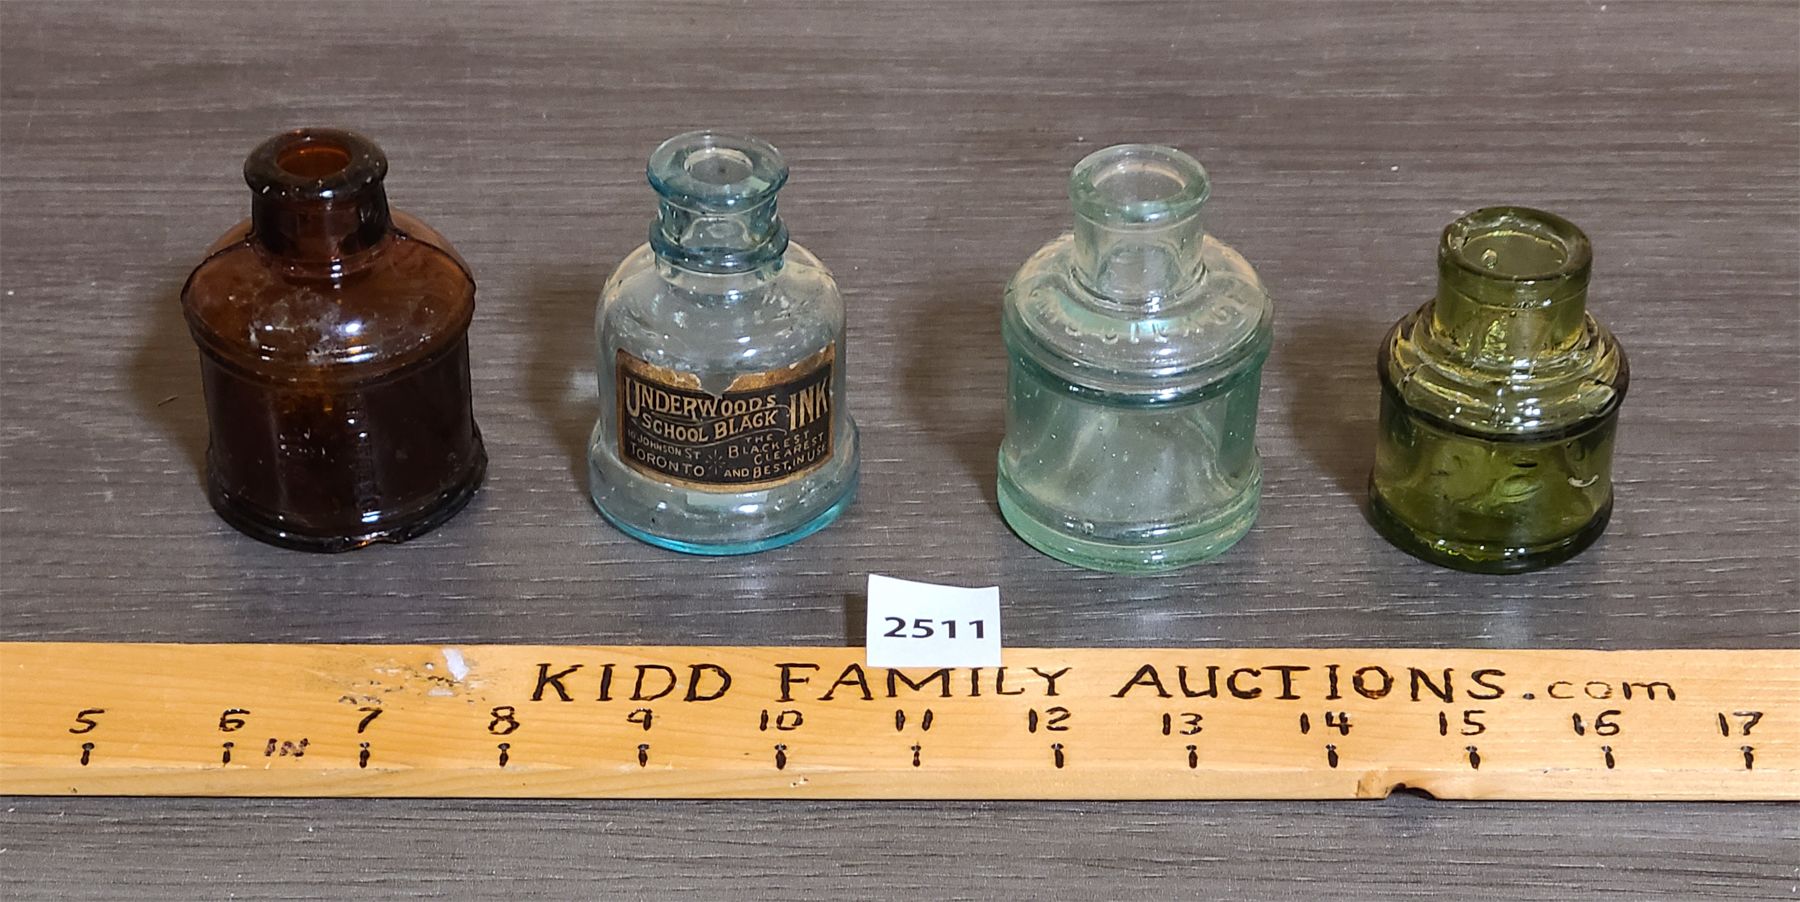 UNDERWOODS
SCHOOL BLACK INK
JOHNSON ST
TORONTO
THE
BLACKEST
CLEAREST
AND BEST IN USE
2511
KIDD FAMILY AUCTIONS.com
5 6 7 8 9 10 11 12 13 14 15 16 17
IN